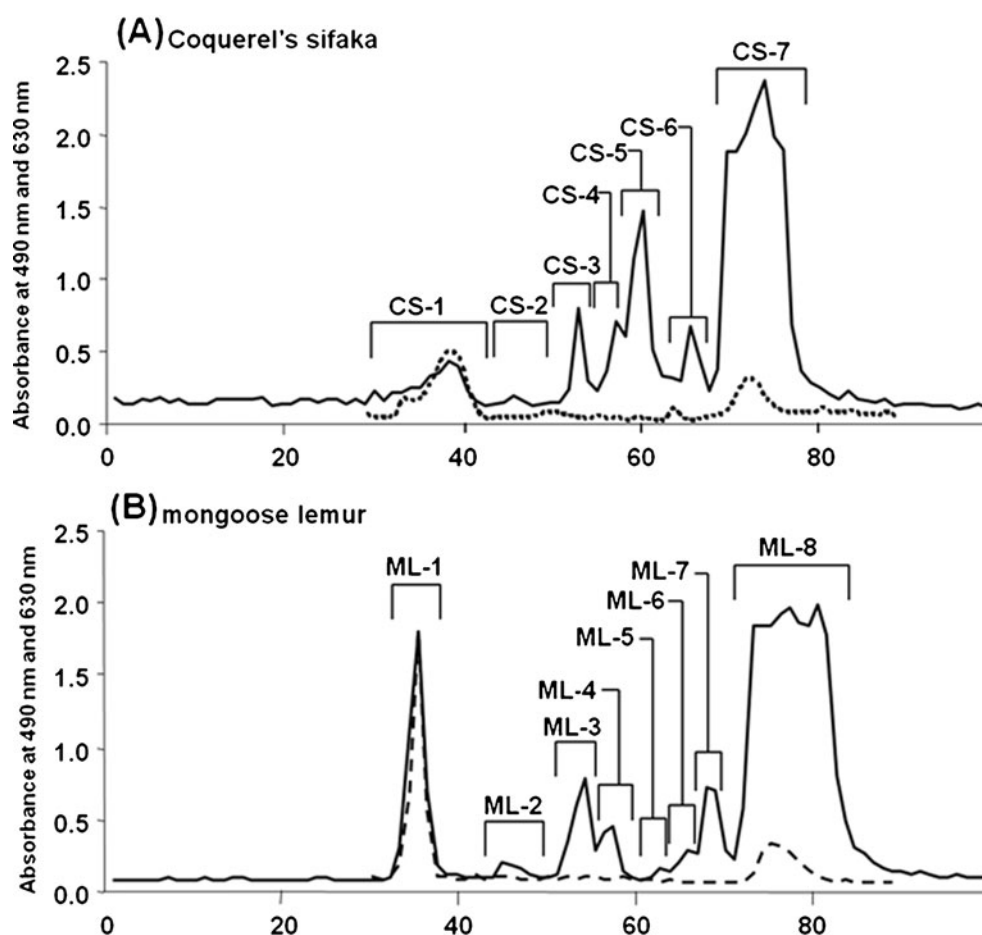 (A) Coquerel's sifaka
Absorbance at 490 nm and 630 nm
2.5
2.0
1.5
1.0
0.5
0.0
CS-1
CS-2
CS-3
CS-4
CS-5
CS-6
CS-7
0 20 40 60 80
(B) mongoose lemur
Absorbance at 490 nm and 630 nm
2.5
2.0
1.5
1.0
0.5
0.0
ML-1
ML-2
ML-3
ML-4
ML-5
ML-6
ML-7
ML-8
0 20 40 60 80